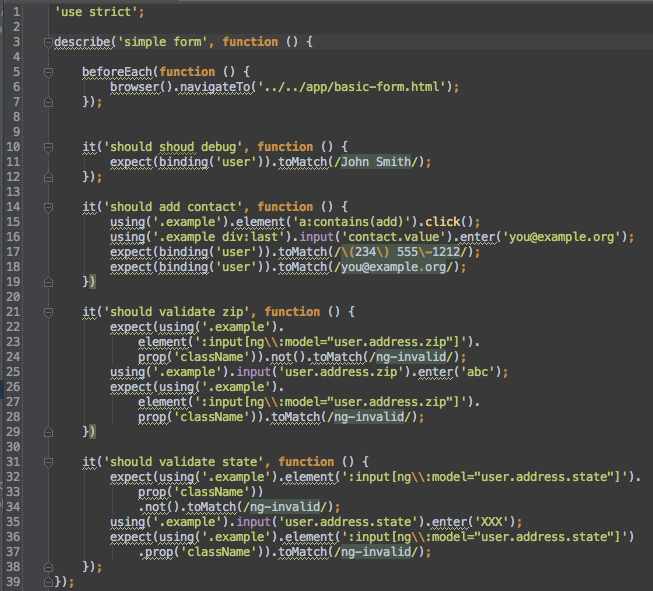 1 'use strict';
2
3 describe('simple form', function () {
4
5 beforeEach(function () {
6 browser().navigateTo('../../app/basic-form.html');
7 });
8
9
10 it('should shoud debug', function () {
11 expect(binding('user')).toMatch(/John Smith/);
12 });
13
14 it('should add contact', function () {
15 using('.example').element('a:contains(add)').click();
16 using('.example div:last').input('contact.value').enter('you@example.org');
17 expect(binding('user')).toMatch(/\(234\) 555\-1212/);
18 expect(binding('user')).toMatch(/you@example.org/);
19 })
20
21 it('should validate zip', function () {
22 expect(using('.example').
23 element(':input[ng\\:model="user.address.zip"]').
24 prop('className')).not().toMatch(/ng-invalid/);
25 using('.example').input('user.address.zip').enter('abc');
26 expect(using('.example').
27 element(':input[ng\\:model="user.address.zip"]').
28 prop('className')).toMatch(/ng-invalid/);
29 })
30
31 it('should validate state', function () {
32 expect(using('.example').element(':input[ng\\:model="user.address.state"]').
33 prop('className'))
34 .not().toMatch(/ng-invalid/);
35 using('.example').input('user.address.state').enter('XXX');
36 expect(using('.example').element(':input[ng\\:model="user.address.state"]')
37 .prop('className')).toMatch(/ng-invalid/);
38 });
39 });